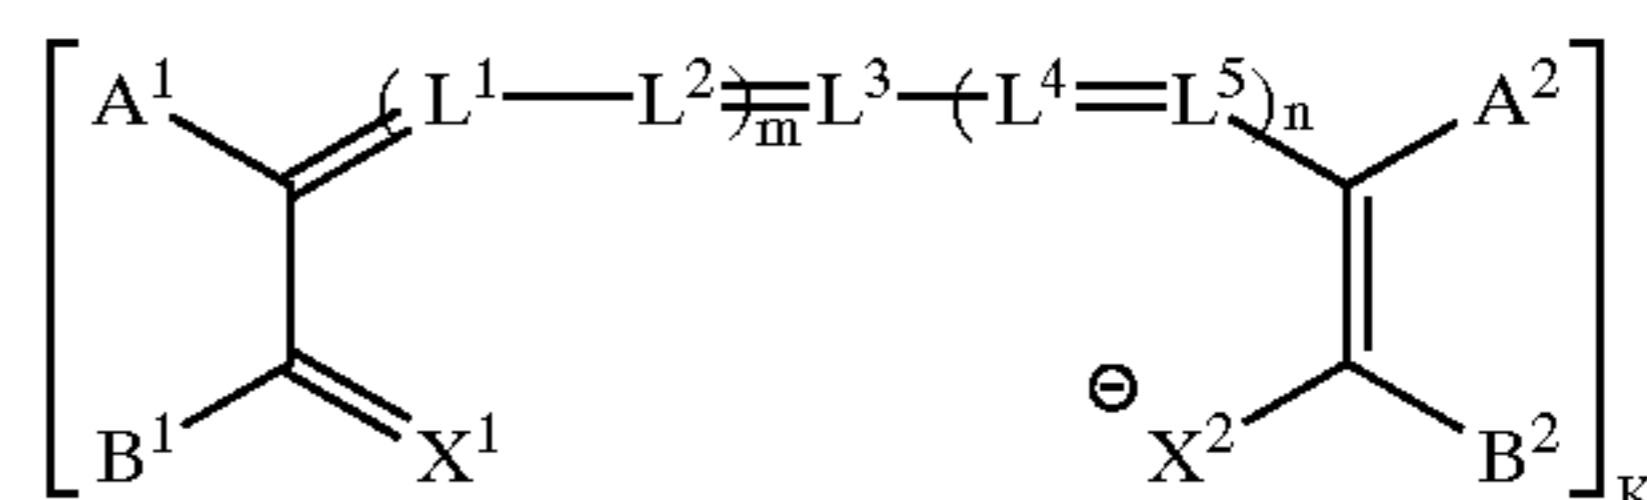 [ A¹ (L¹—L²)ₘ=L³—(L⁴=L⁵)ₙ A²
⊖
B¹ X¹ X² B² ]K